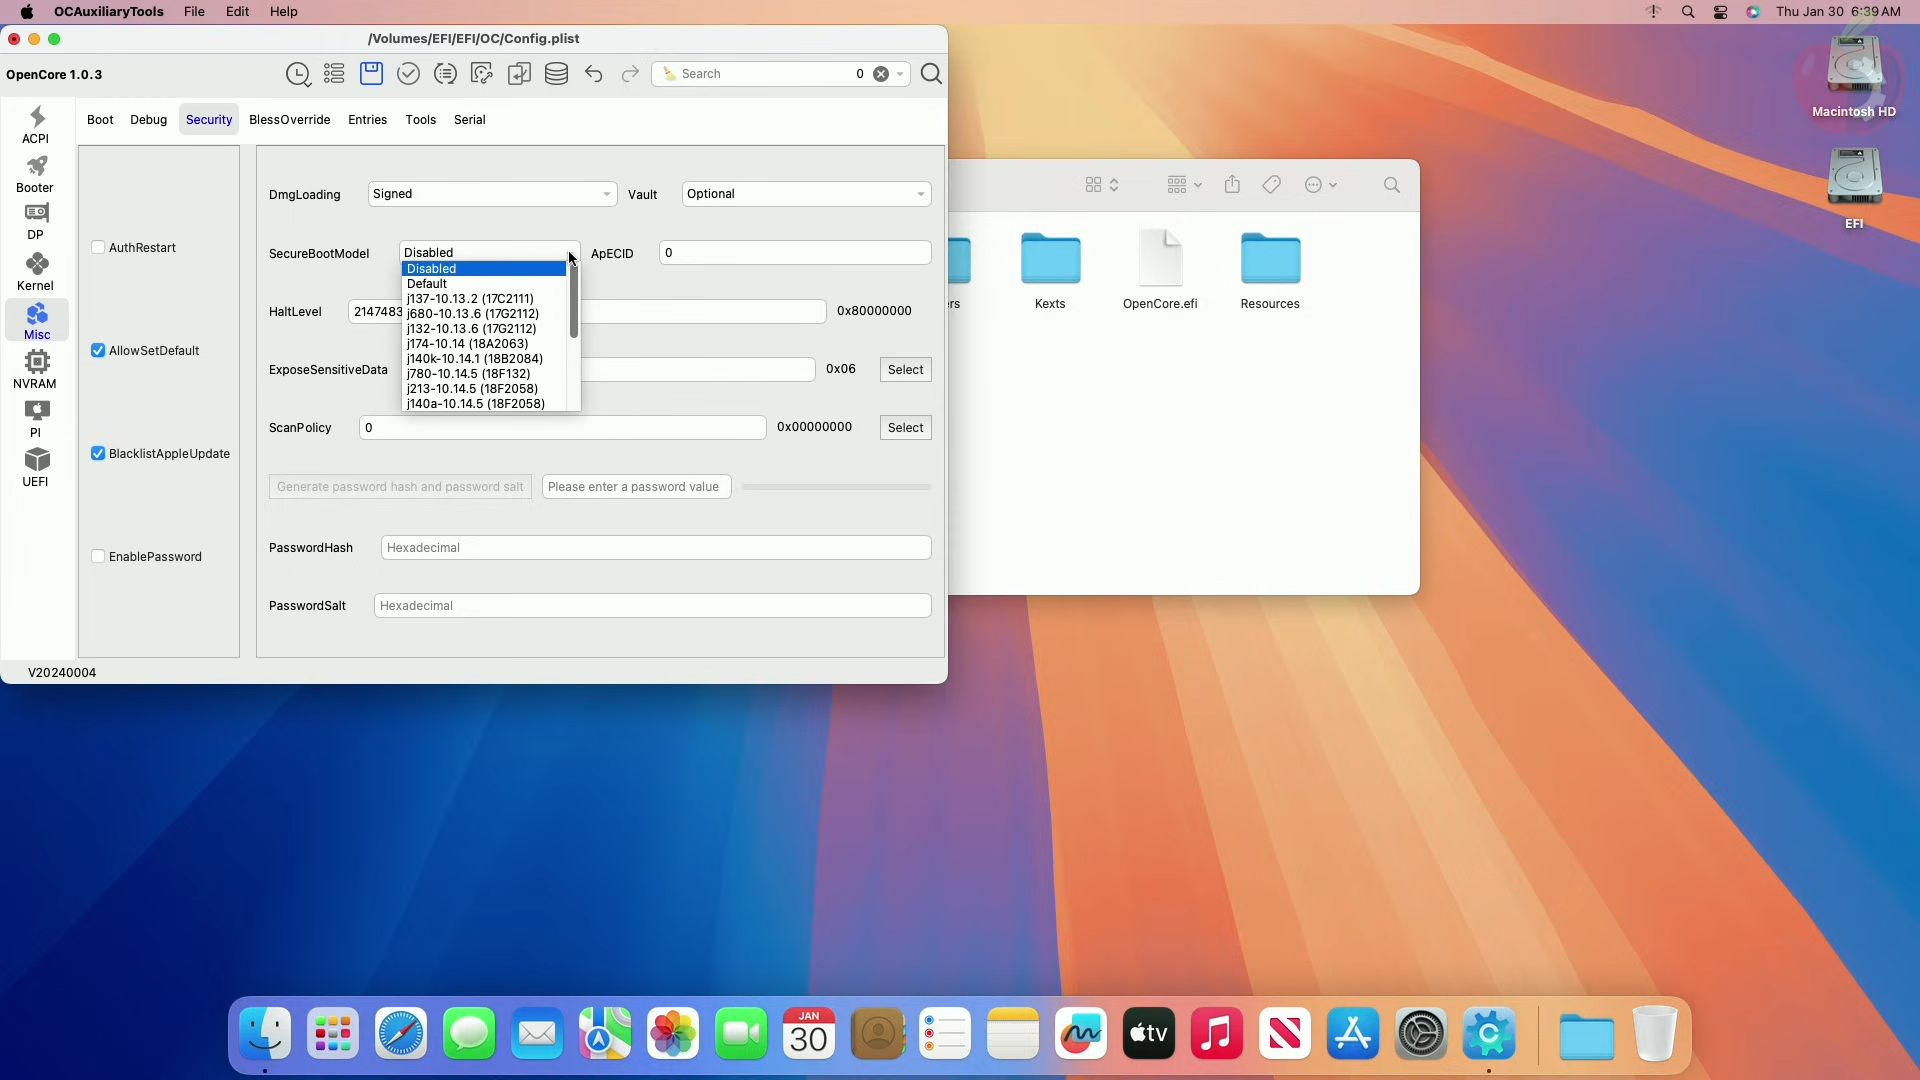 OCAuxiliaryTools File Edit Help
Thu Jan 30 6:39 AM
/Volumes/EFI/EFI/OC/Config.plist
OpenCore 1.0.3
Search 0
Boot Debug Security BlessOverride Entries Tools Serial
ACPI
Booter
DP
Kernel
Misc
NVRAM
PI
UEFI
AuthRestart
AllowSetDefault
BlacklistAppleUpdate
EnablePassword
DmgLoading Signed Vault Optional
SecureBootModel Disabled ApECID 0
Disabled
Default
j137-10.13.2 (17C2111)
j680-10.13.6 (17G2112)
j132-10.13.6 (17G2112)
j174-10.14 (18A2063)
j140k-10.14.1 (18B2084)
j780-10.14.5 (18F132)
j213-10.14.5 (18F2058)
j140a-10.14.5 (18F2058)
HaltLevel 2147483 0x80000000
ExposeSensitiveData 0x06 Select
ScanPolicy 0 0x00000000 Select
Generate password hash and password salt Please enter a password value
PasswordHash Hexadecimal
PasswordSalt Hexadecimal
V20240004
rs
Kexts
OpenCore.efi
Resources
Macintosh HD
EFI
JAN
30
tv